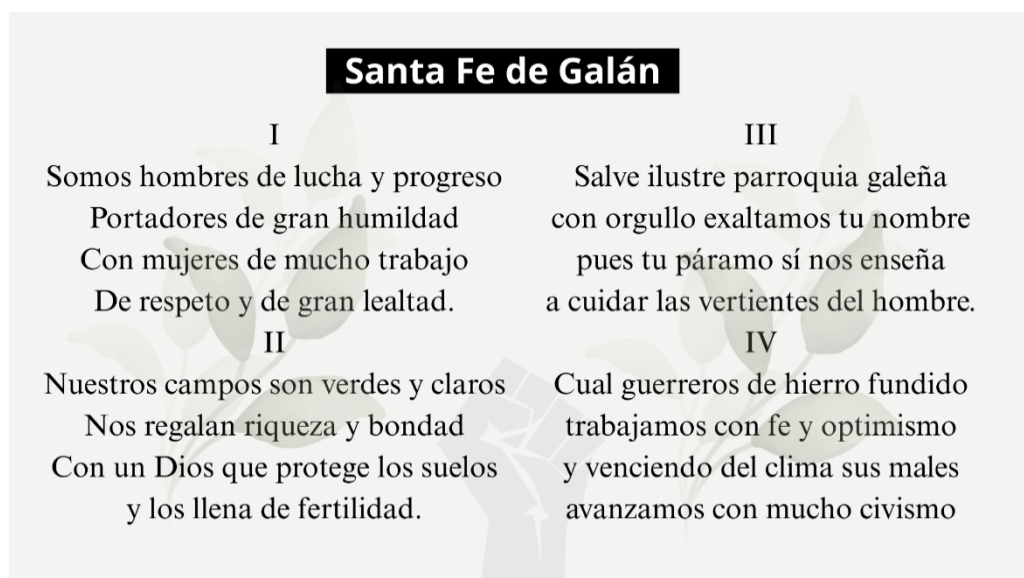 Santa Fe de Galán
I
Somos hombres de lucha y progreso
Portadores de gran humildad
Con mujeres de mucho trabajo
De respeto y de gran lealtad.
II
Nuestros campos son verdes y claros
Nos regalan riqueza y bondad
Con un Dios que protege los suelos
y los llena de fertilidad.
III
Salve ilustre parroquia galeña
con orgullo exaltamos tu nombre
pues tu páramo sí nos enseña
a cuidar las vertientes del hombre.
IV
Cual guerreros de hierro fundido
trabajamos con fe y optimismo
y venciendo del clima sus males
avanzamos con mucho civismo